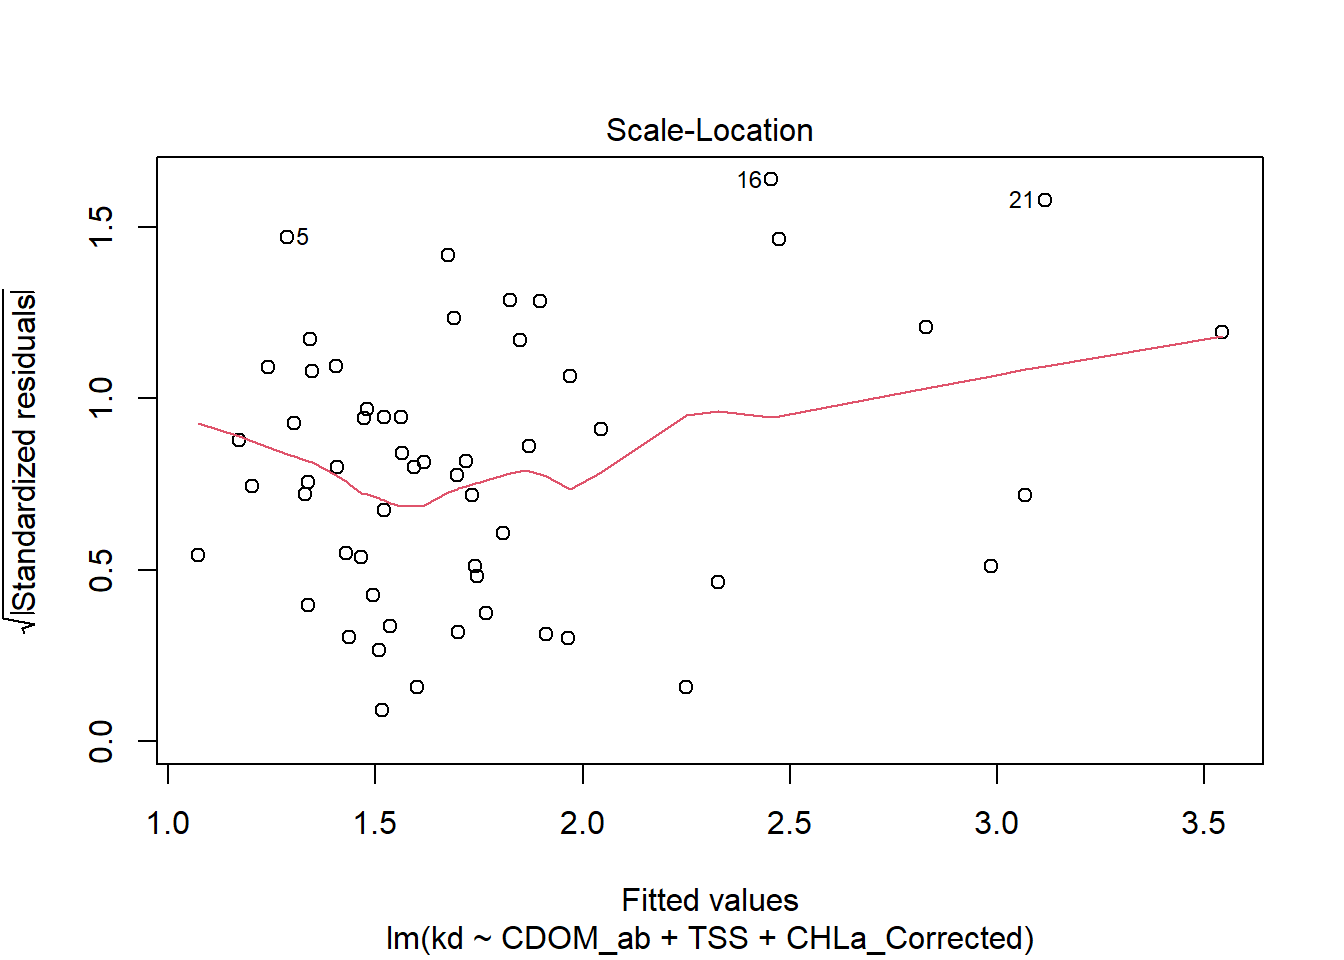 Scale-Location
16
21
5
√|Standardized residuals|
0.0 0.5 1.0 1.5
1.0 1.5 2.0 2.5 3.0 3.5
Fitted values
lm(kd ~ CDOM_ab + TSS + CHLa_Corrected)